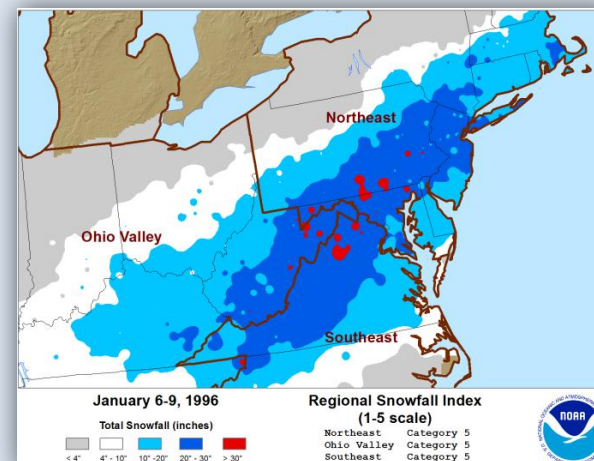 Northeast
Ohio Valley
Southeast
January 6-9, 1996
Total Snowfall (inches)
< 4" 4" - 10" 10" -20" 20" - 30" > 30"
Regional Snowfall Index
(1-5 scale)
Northeast Category 5
Ohio Valley Category 5
Southeast Category 5
NOAA